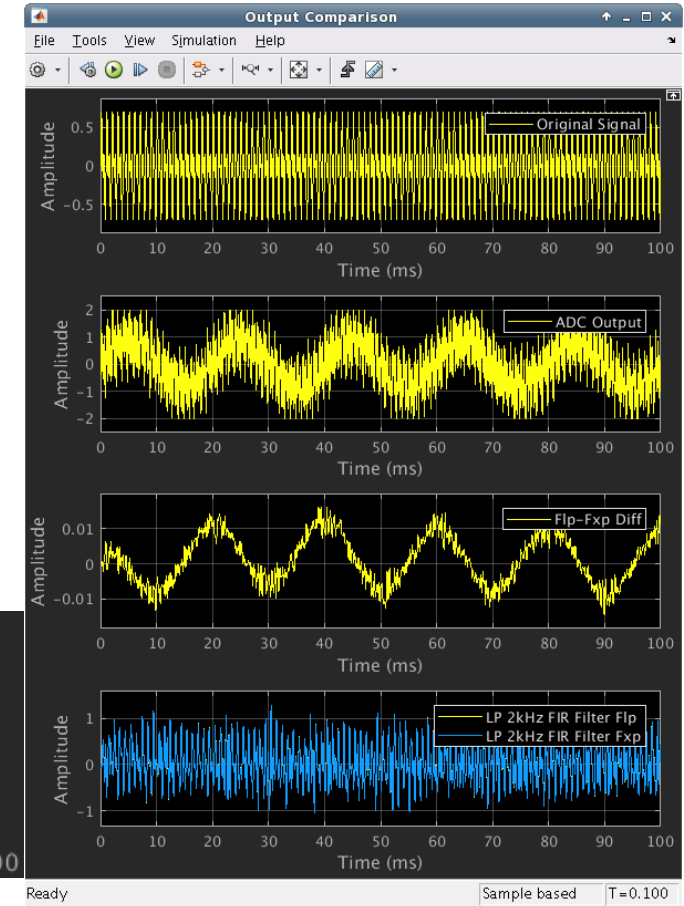 Output Comparison
File Tools View Simulation Help
Original Signal
Amplitude
0.5
0
-0.5
0 10 20 30 40 50 60 70 80 90 100
Time (ms)
ADC Output
Amplitude
2
1
0
-1
-2
0 10 20 30 40 50 60 70 80 90 100
Time (ms)
Flp-Fxp Diff
Amplitude
0.01
0
-0.01
0 10 20 30 40 50 60 70 80 90 100
Time (ms)
LP 2kHz FIR Filter Flp
LP 2kHz FIR Filter Fxp
Amplitude
1
0
-1
0 10 20 30 40 50 60 70 80 90 100
Time (ms)
Ready Sample based T=0.100